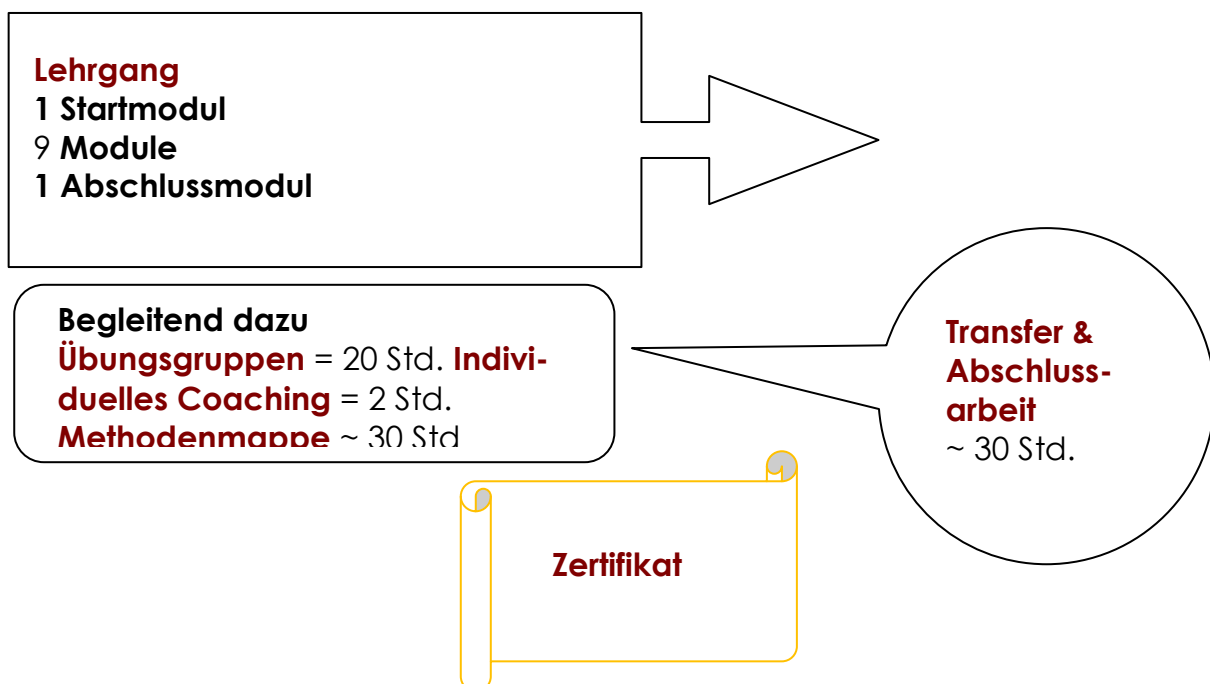 Lehrgang
1 Startmodul
9 Module
1 Abschlussmodul
Begleitend dazu
Übungsgruppen = 20 Std. Indivi-
duelles Coaching = 2 Std.
Methodenmappe ~ 30 Std
Transfer &
Abschluss-
arbeit
~ 30 Std.
Zertifikat